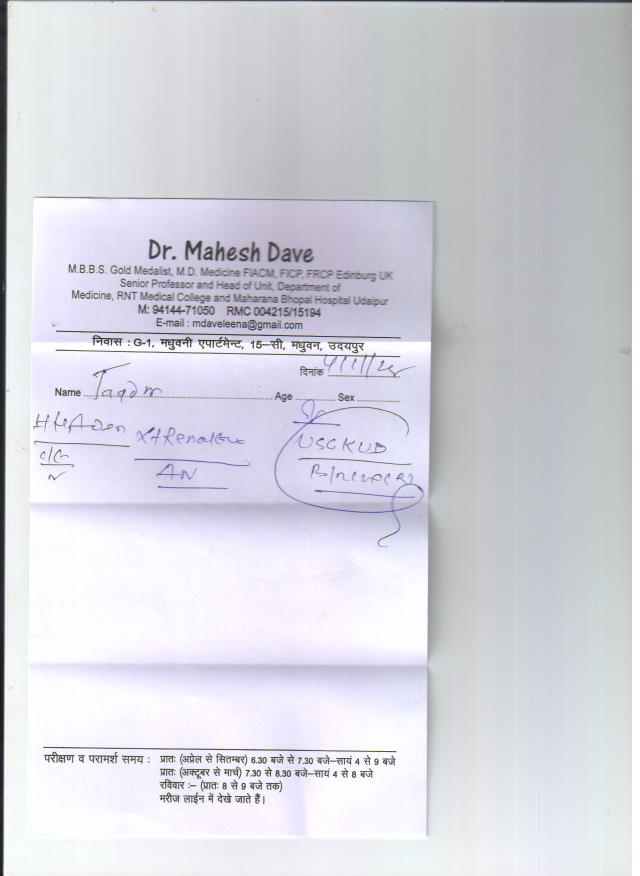 Dr. Mahesh Dave
M.B.B.S. Gold Medalist, M.D. Medicine FIACM, FICP, FRCP Edinburg UK
Senior Professor and Head of Unit, Department of
Medicine, RNT Medical College and Maharana Bhopal Hospital Udaipur
M: 94144-71050 RMC 004215/15194
E-mail : mdaveleena@gmail.com
निवास : G-1, मधुवनी एपार्टमेन्ट, 15–सी, मधुवन, उदयपुर
दिनांक
Name Age Sex
USG KUB
परीक्षण व परामर्श समय : प्रातः (अप्रेल से सितम्बर) 6.30 बजे से 7.30 बजे–सायं 4 से 9 बजे
प्रातः (अक्टूबर से मार्च) 7.30 से 8.30 बजे–सायं 4 से 8 बजे
रविवार :– (प्रातः 8 से 9 बजे तक)
मरीज लाईन में देखे जाते हैं।